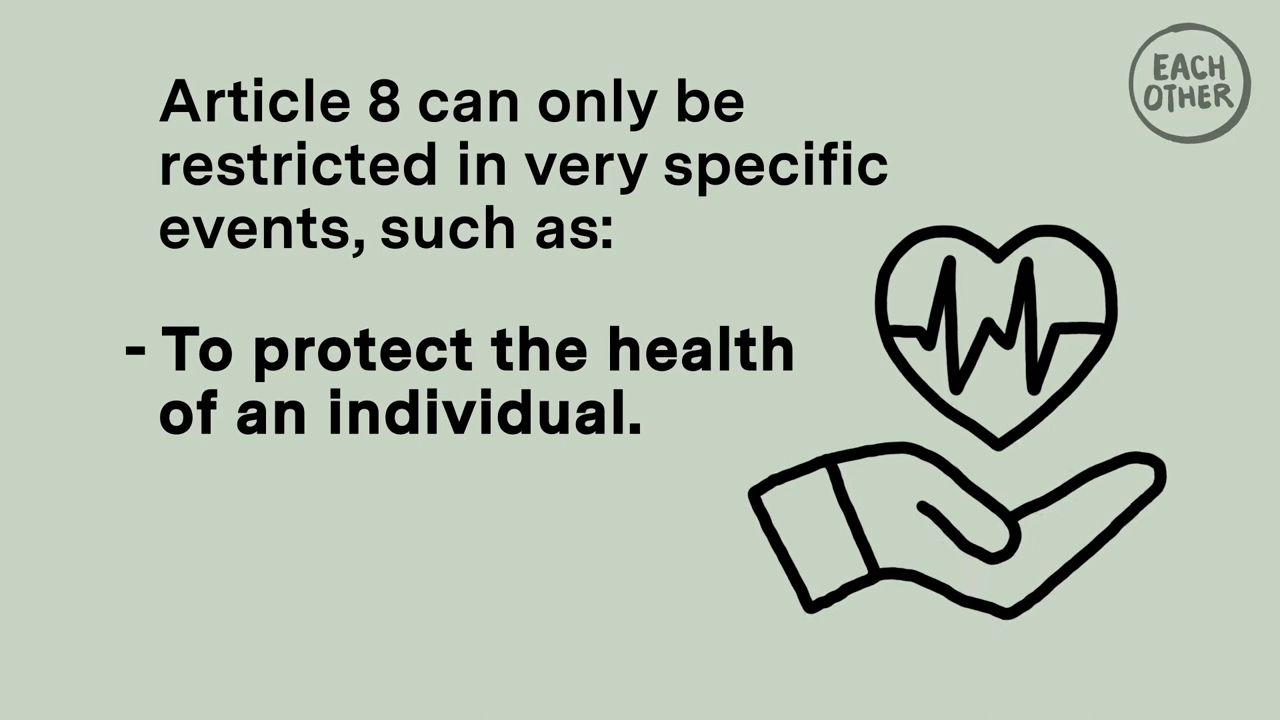 EACH
OTHER
Article 8 can only be
restricted in very specific
events, such as:
- To protect the health
of an individual.